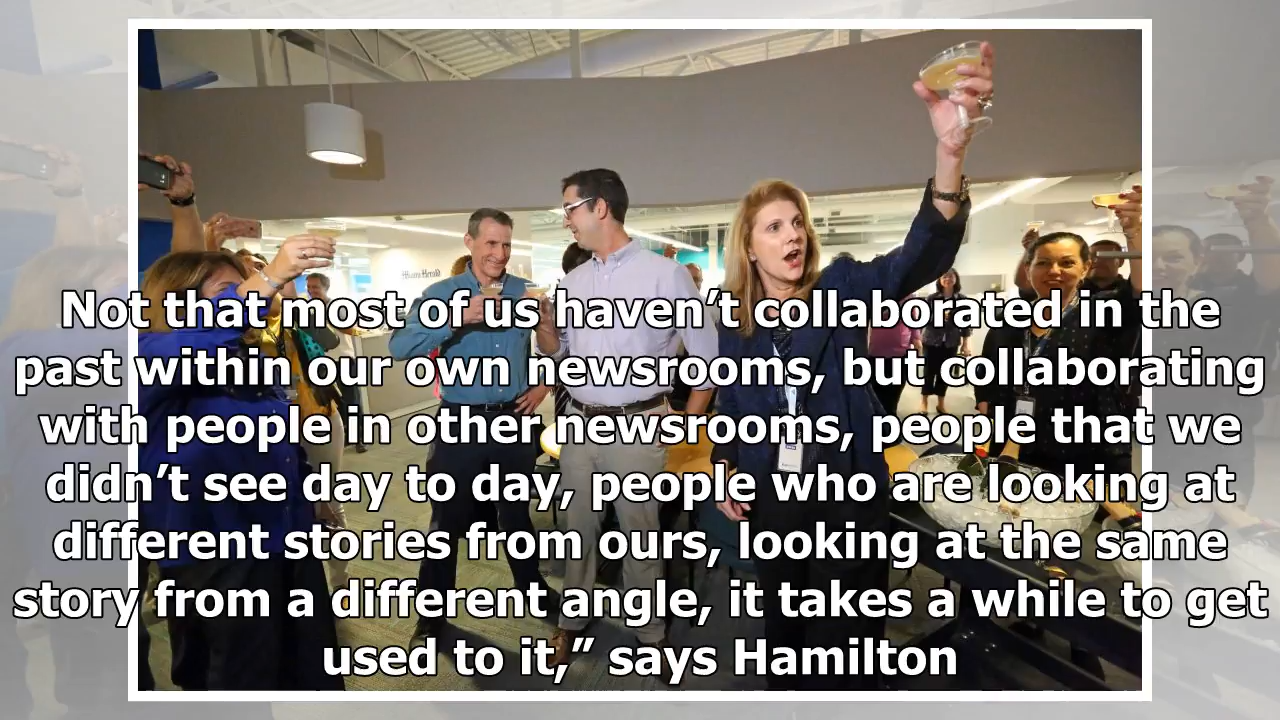 Miami Herald
Not that most of us haven’t collaborated in the
past within our own newsrooms, but collaborating
with people in other newsrooms, people that we
didn’t see day to day, people who are looking at
different stories from ours, looking at the same
story from a different angle, it takes a while to get
used to it,” says Hamilton